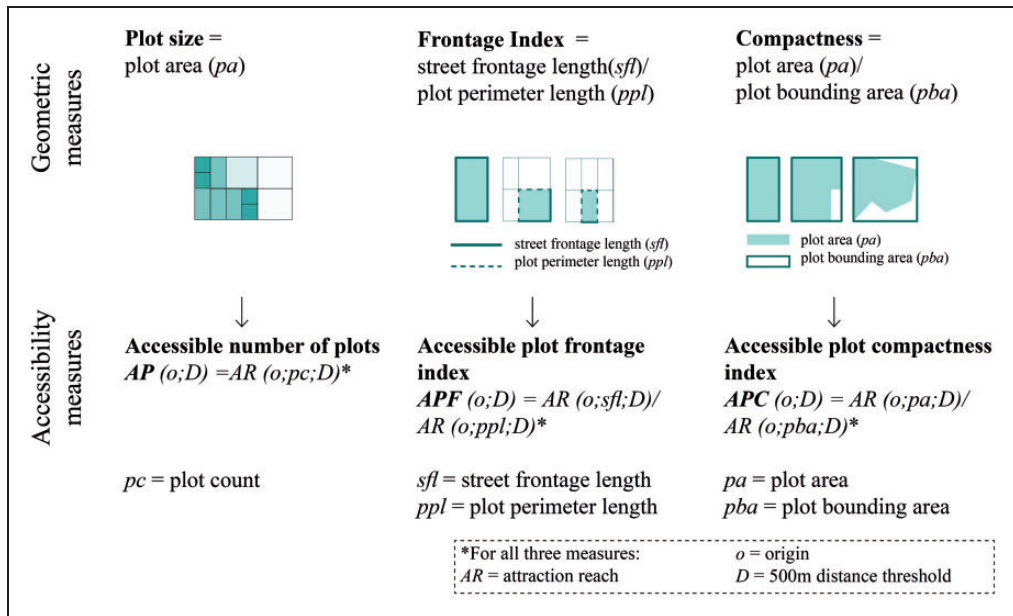 Geometric
measures
Plot size =
plot area (pa)
Frontage Index =
street frontage length(sfl)/
plot perimeter length (ppl)
Compactness =
plot area (pa)/
plot bounding area (pba)
street frontage length (sfl)
plot perimeter length (ppl)
plot area (pa)
plot bounding area (pba)
Accessibility
measures
Accessible number of plots
AP (o;D) =AR (o;pc;D)*
pc = plot count
Accessible plot frontage
index
APF (o;D) = AR (o;sfl;D)/
AR (o;ppl;D)*
sfl = street frontage length
ppl = plot perimeter length
Accessible plot compactness
index
APC (o;D) = AR (o;pa;D)/
AR (o;pba;D)*
pa = plot area
pba = plot bounding area
*For all three measures:
AR = attraction reach
o = origin
D = 500m distance threshold